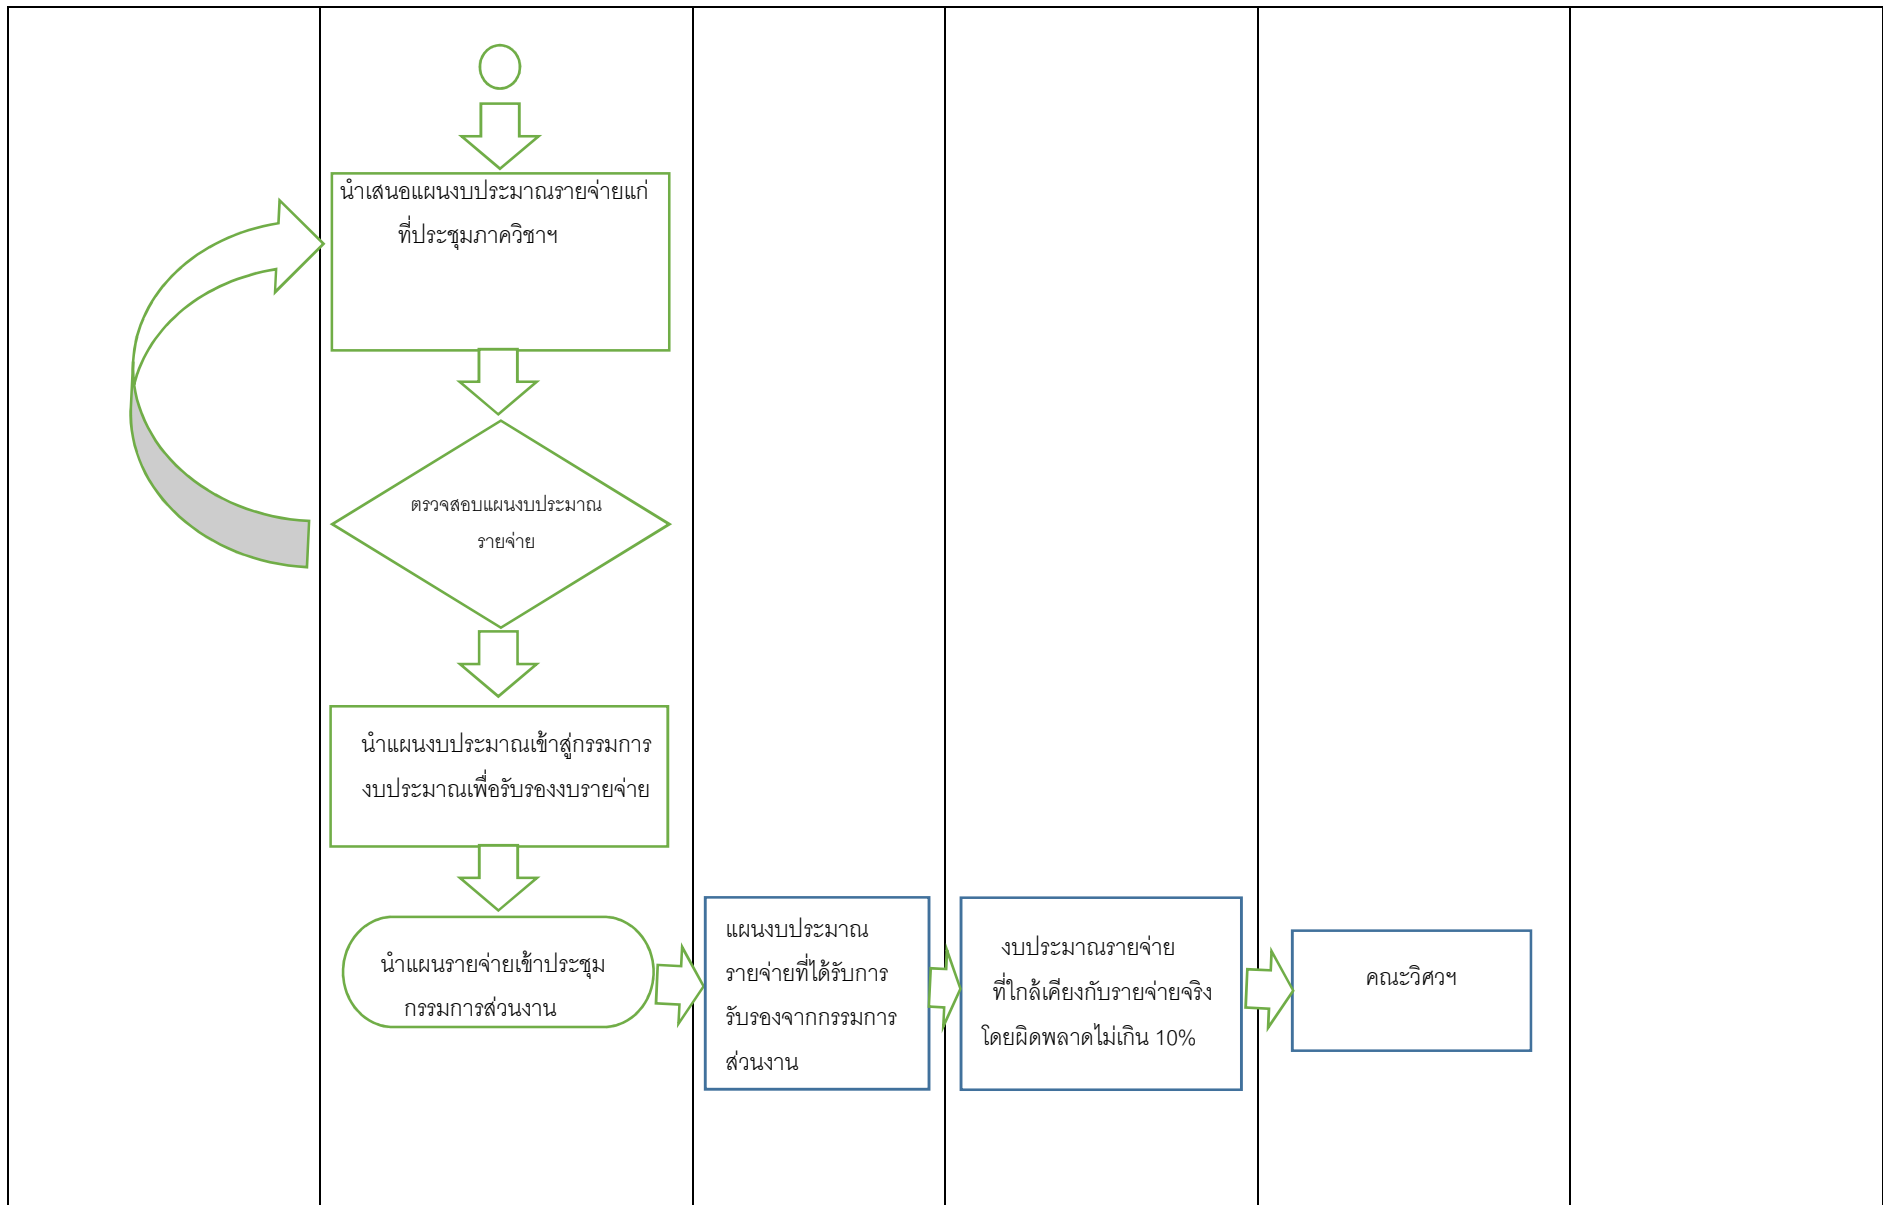 นำเสนอแผนงบประมาณรายจ่ายแก่
ที่ประชุมภาควิชาฯ
ตรวจสอบแผนงบประมาณ
รายจ่าย
นำแผนงบประมาณเข้าสู่กรรมการ
งบประมาณเพื่อรับรองงบรายจ่าย
นำแผนรายจ่ายเข้าประชุม
กรรมการส่วนงาน
แผนงบประมาณ
รายจ่ายที่ได้รับการ
รับรองจากกรรมการ
ส่วนงาน
งบประมาณรายจ่าย
ที่ใกล้เคียงกับรายจ่ายจริง
โดยผิดพลาดไม่เกิน 10%
คณะวิศวฯ